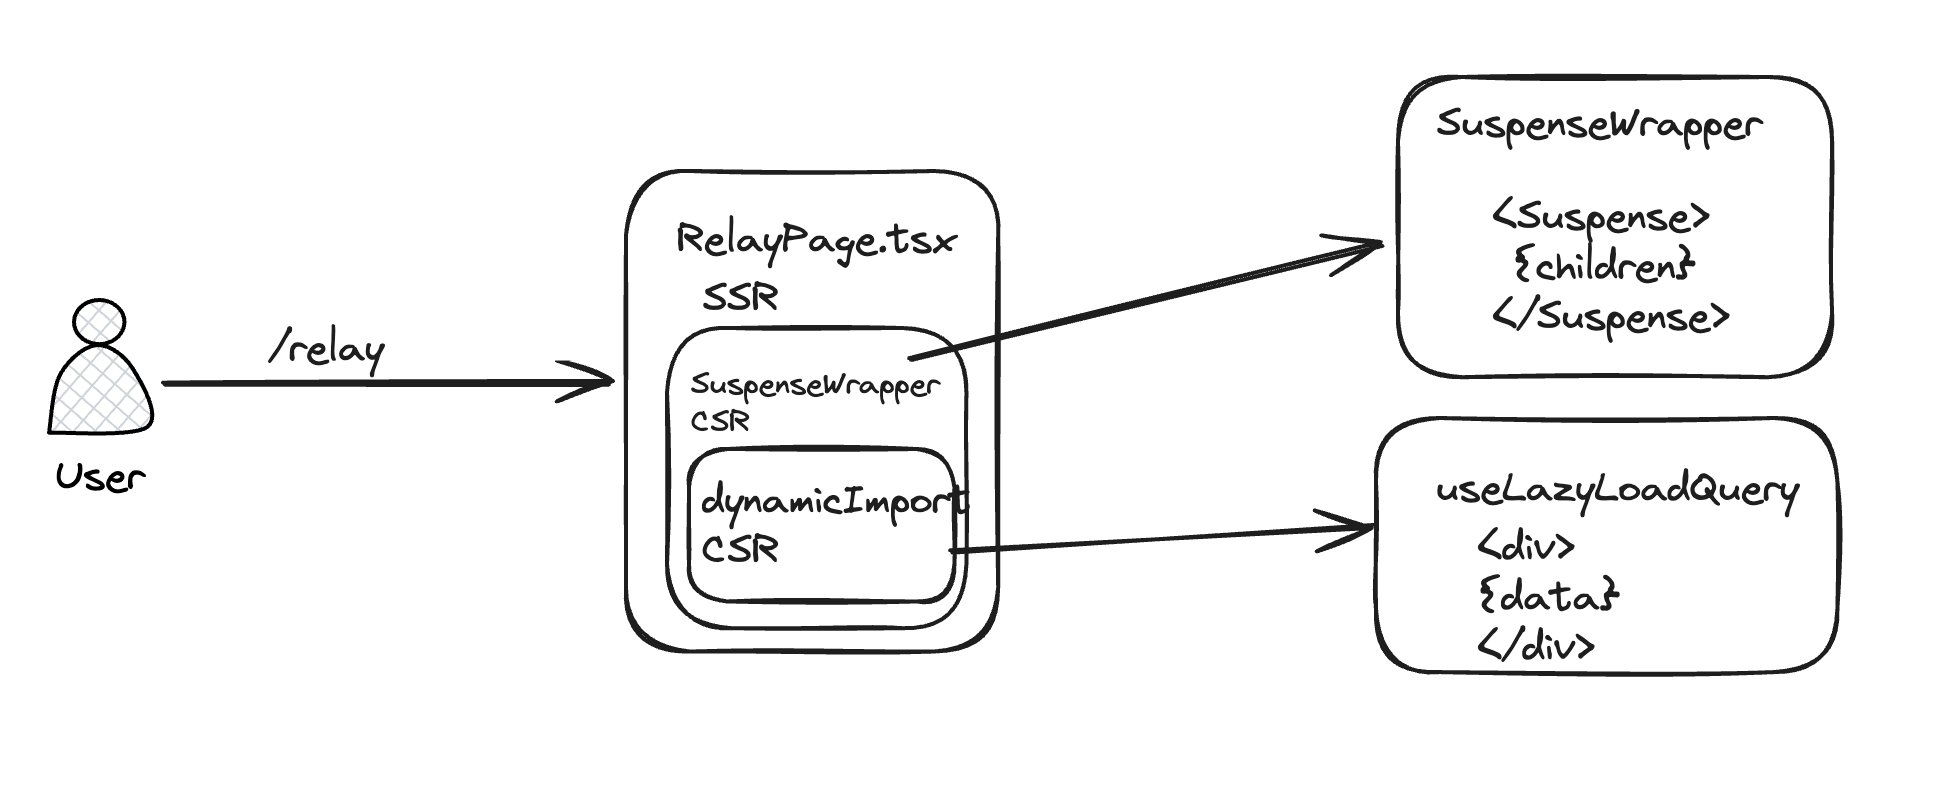 User
/relay
RelayPage.tsx
SSR
SuspenseWrapper
CSR
dynamicImport
CSR
SuspenseWrapper
<Suspense>
{children}
</Suspense>
useLazyLoadQuery
<div>
{data}
</div>